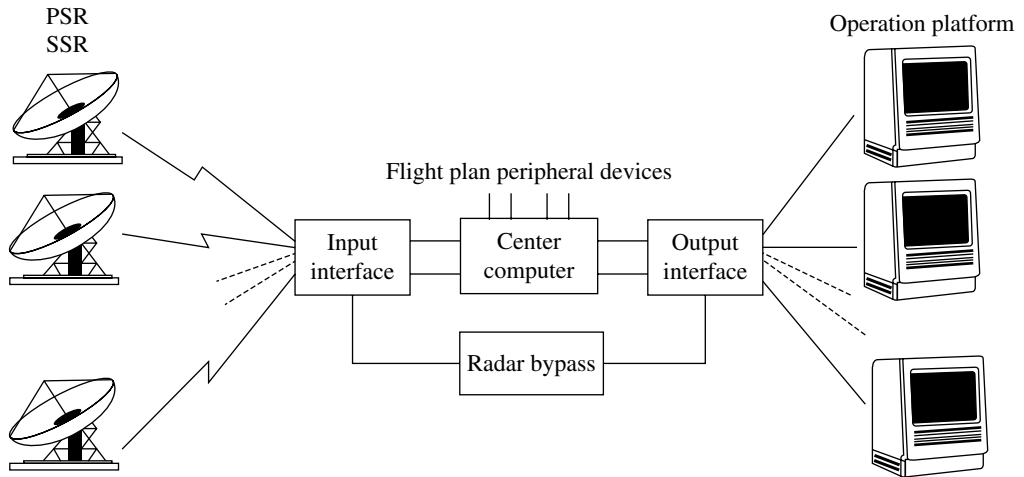 PSR
SSR
Operation platform
Flight plan peripheral devices
Input
interface
Center
computer
Output
interface
Radar bypass